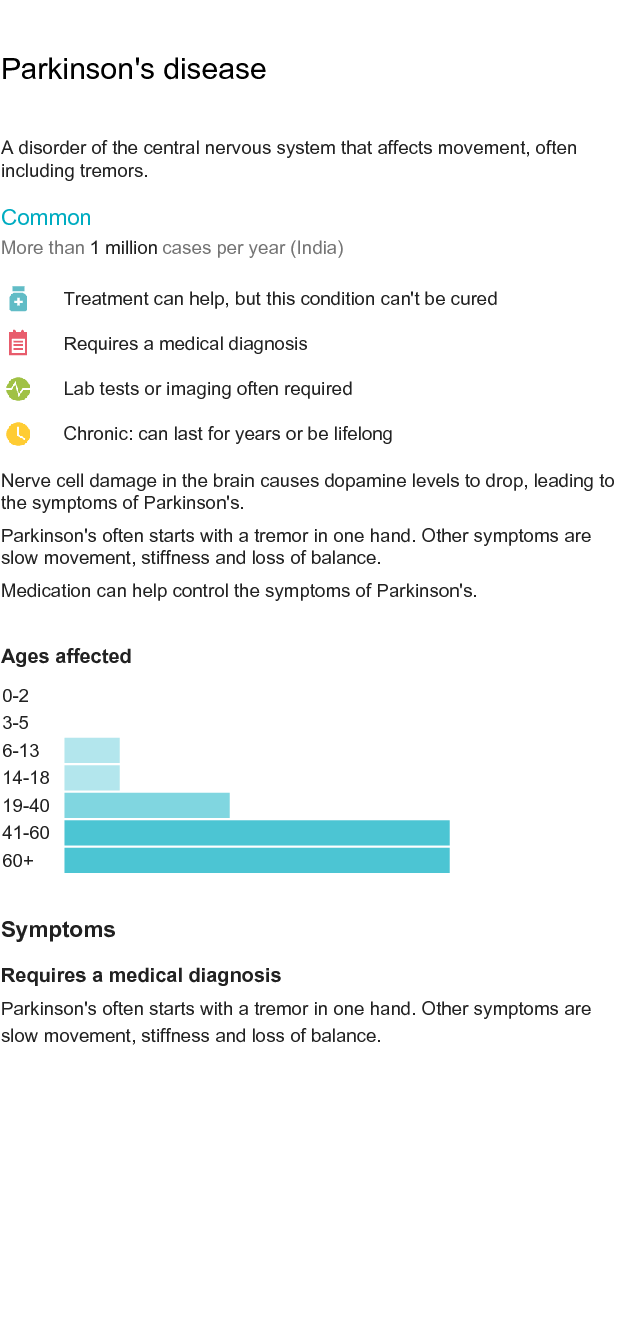 Parkinson's disease
A disorder of the central nervous system that affects movement, often
including tremors.
Common
More than 1 million cases per year (India)
Treatment can help, but this condition can't be cured
Requires a medical diagnosis
Lab tests or imaging often required
Chronic: can last for years or be lifelong
Nerve cell damage in the brain causes dopamine levels to drop, leading to
the symptoms of Parkinson's.
Parkinson's often starts with a tremor in one hand. Other symptoms are
slow movement, stiffness and loss of balance.
Medication can help control the symptoms of Parkinson's.
Ages affected
0-2
3-5
6-13
14-18
19-40
41-60
60+
Symptoms
Requires a medical diagnosis
Parkinson's often starts with a tremor in one hand. Other symptoms are
slow movement, stiffness and loss of balance.